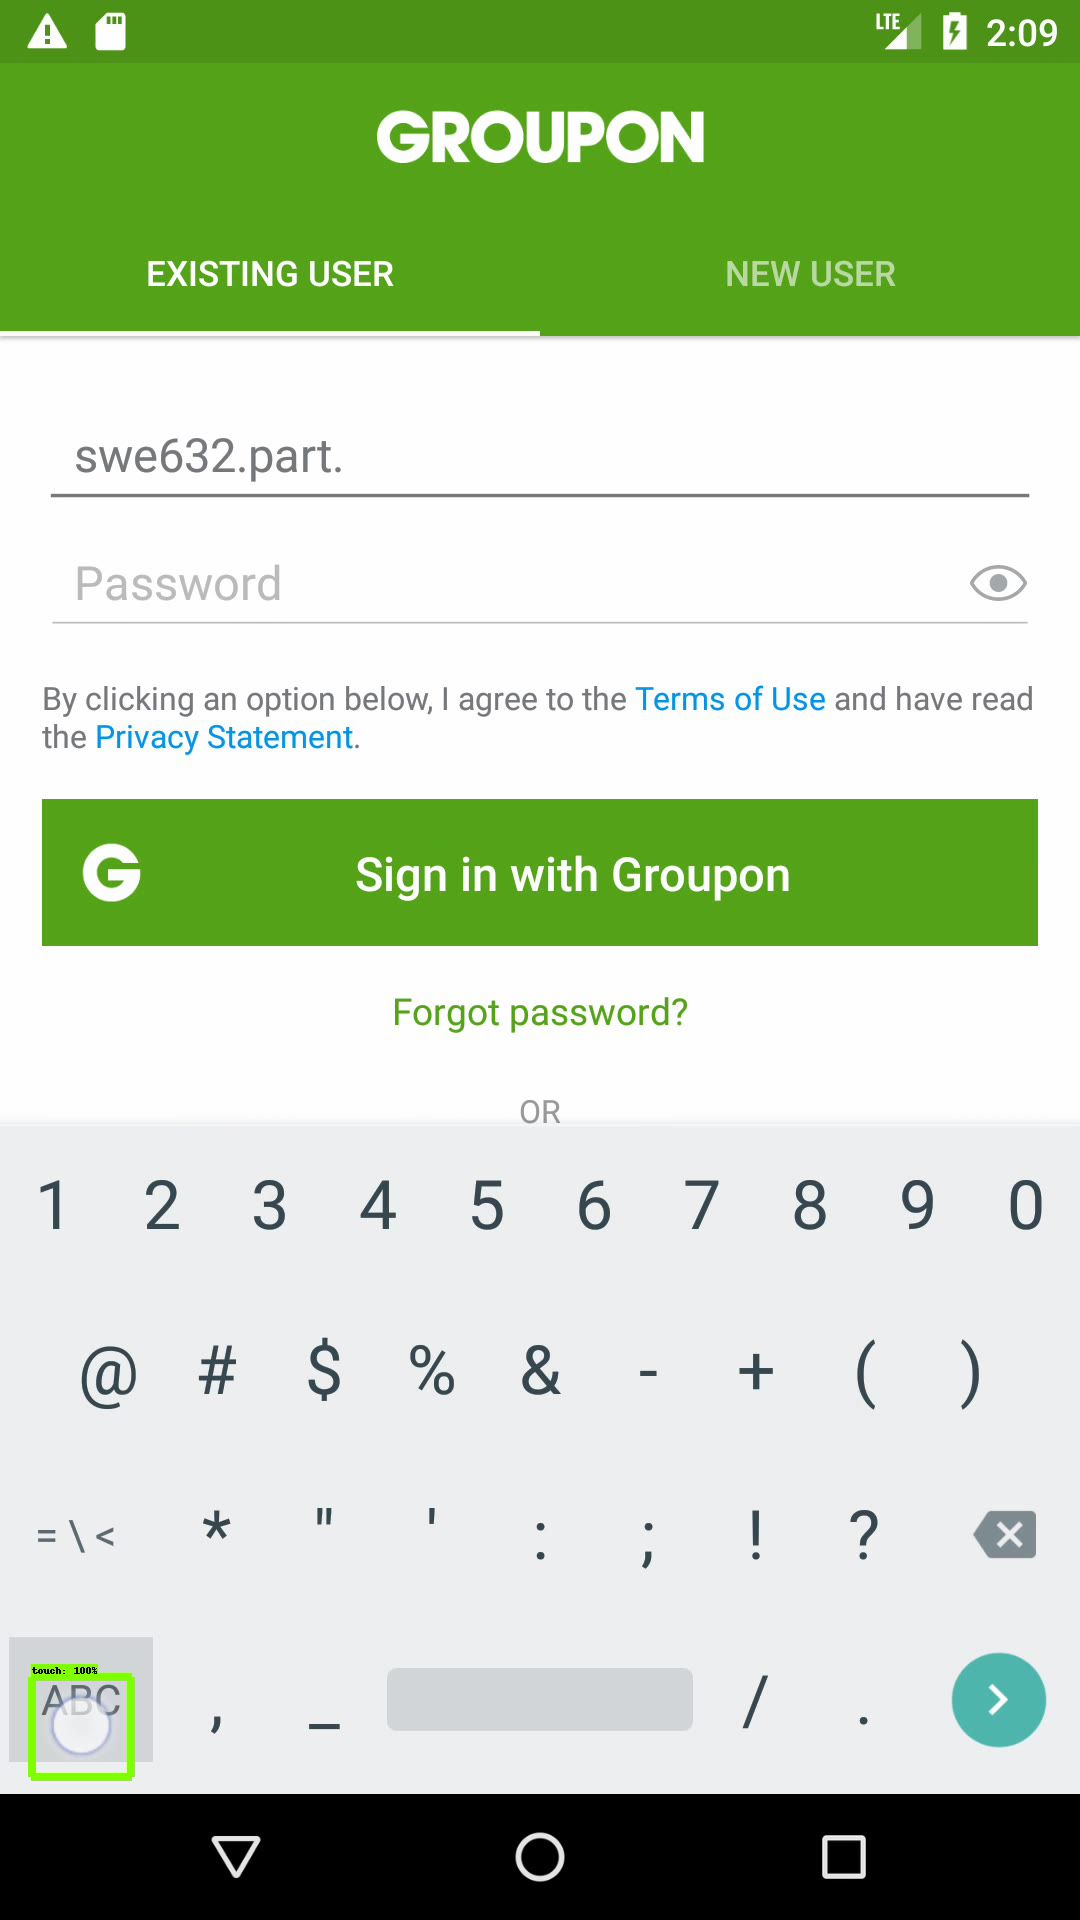 LTE 2:09
GROUPON
EXISTING USER NEW USER
swe632.part.
Password
By clicking an option below, I agree to the Terms of Use and have read
the Privacy Statement.
G Sign in with Groupon
Forgot password?
OR
1 2 3 4 5 6 7 8 9 0
@ # $ % & - + ( )
= \ < * " ' : ; ! ?
touch: 100%
ABC , _ / .